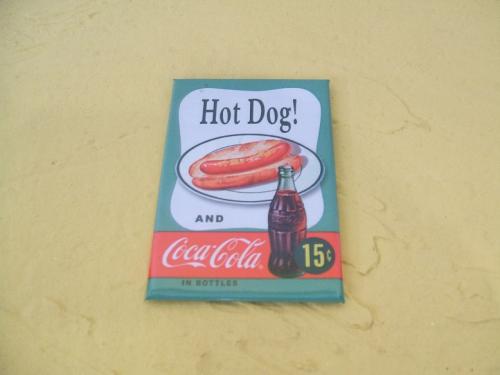 Hot Dog!
AND
Coca-Cola
15¢
IN BOTTLES